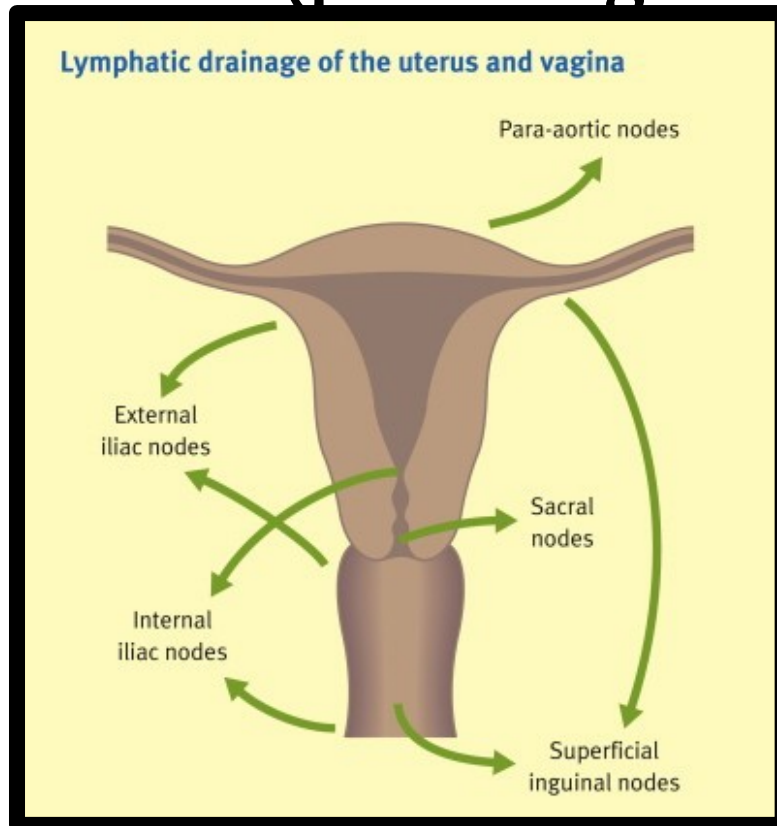 Lymphatic drainage of the uterus and vagina
Para-aortic nodes
External
iliac nodes
Sacral
nodes
Internal
iliac nodes
Superficial
inguinal nodes